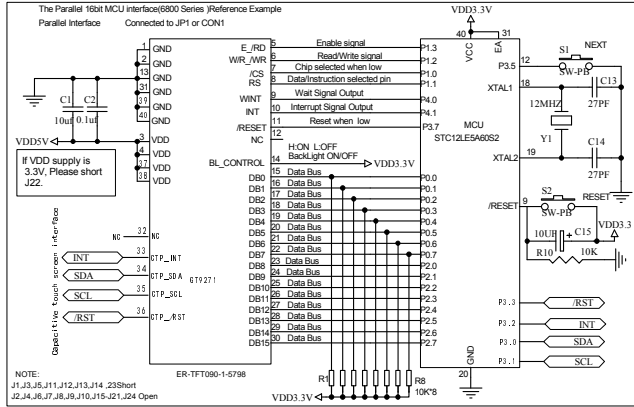 The Parallel 16bit MCU interface(6800 Series )Reference Example
Parallel Interface Connected to JP1 or CON1
VDD3.3V
1 GND
2 GND
13 GND
31 GND
39 GND
40 GND
3 VDD
4 VDD
37 VDD
38 VDD
C1 C2
10uf 0.1uf
VDD5V
If VDD supply is
3.3V, Please short
J22.
E_/RD 5 Enable signal P1.3
W/R_/WR 6 Read/Write signal P1.2
/CS 7 Chip selected when low P1.0
RS 8 Data/Instruction selected pin P1.1
WINT 9 Wait Signal Output P4.0
INT 10 Interrupt Signal Output P4.1
/RESET 11 Reset when low P3.7
NC 12
H:ON L:OFF
BL_CONTROL 14 BackLight ON/OFF VDD3.3V
DB0 15 Data Bus P0.0
DB1 16 Data Bus P0.1
DB2 17 Data Bus P0.2
DB3 18 Data Bus P0.3
DB4 19 Data Bus P0.4
DB5 20 Data Bus P0.5
DB6 21 Data Bus P0.6
DB7 22 Data Bus P0.7
DB8 23 Data Bus P2.0
DB9 24 Data Bus P2.1
DB10 25 Data Bus P2.2
DB11 26 Data Bus P2.3
DB12 27 Data Bus P2.4
DB13 28 Data Bus P2.5
DB14 29 Data Bus P2.6
DB15 30 Data Bus P2.7
Capacitive touch screen interface
NC 32 NC
INT 33 CTP_INT
SDA 34 CTP_SDA
GT9271
SCL 35 CTP_SCL
/RST 36 CTP_/RST
ER-TFT090-1-5798
R1 R8
10K*8
VDD3.3V
40 31
VCC EA
MCU
STC12LE5A60S2
GND
20
P3.5 12
S1 NEXT
SW-PB
XTAL1 18
C13
27PF
12MHZ
Y1
XTAL2 19
C14
27PF
/RESET 9
S2 RESET
SW-PB
VDD3.3
10UF + C15
R10 10K
P3.3 /RST
P3.2 INT
P3.0 SDA
P3.1 SCL
NOTE:
J1,J3,J5,J11,J12,J13,J14 ,23Short
J2,J4,J6,J7,J8,J9,J10,J15-J21,J24 Open